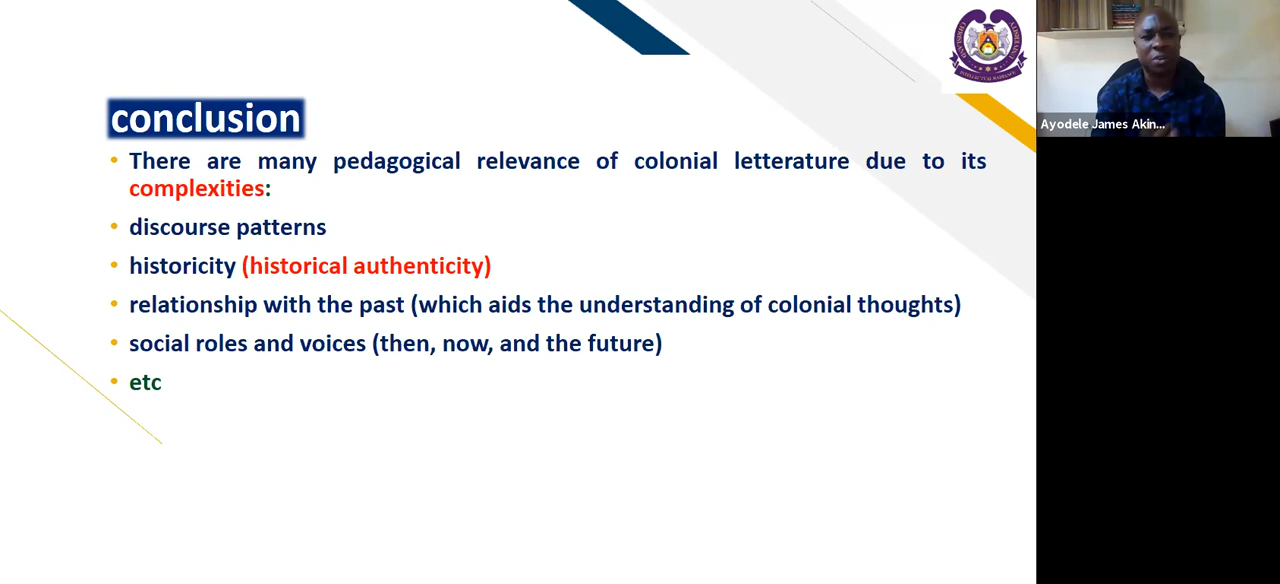 conclusion
• There are many pedagogical relevance of colonial letterature due to its
complexities:
• discourse patterns
• historicity (historical authenticity)
• relationship with the past (which aids the understanding of colonial thoughts)
• social roles and voices (then, now, and the future)
• etc
Ayodele James Akin...